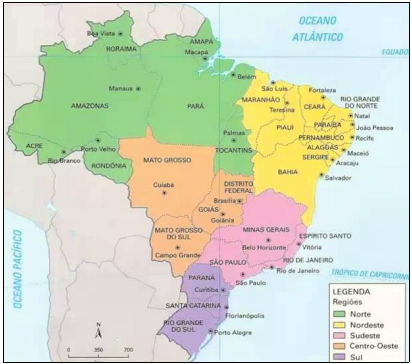 OCEANO
ATLÂNTICO
Boa Vista
RORAIMA
AMAPÁ
Macapá
EQUADOR
Belém
Manaus
São Luís
Fortaleza
AMAZONAS
PARÁ
MARANHÃO
Teresina
CEARÁ
RIO GRANDE
DO NORTE
Natal
PARAÍBA
João Pessoa
PIAUÍ
PERNAMBUCO
Recife
ACRE
Porto Velho
Palmas
ALAGOAS
Maceió
Rio Branco
RONDÔNIA
TOCANTINS
SERGIPE
Aracaju
MATO GROSSO
BAHIA
Salvador
Cuiabá
DISTRITO
FEDERAL
Brasília
GOIÁS
Goiânia
MATO GROSSO
DO SUL
Campo Grande
MINAS GERAIS
Belo Horizonte
ESPÍRITO SANTO
Vitória
SÃO PAULO
RIO DE JANEIRO
Rio de Janeiro
São Paulo
TRÓPICO DE CAPRICORNI
OCEANO PACÍFICO
PARANÁ
Curitiba
SANTA CATARINA
Florianópolis
RIO GRANDE
DO SUL
Porto Alegre
N
0
350
700
LEGENDA
Regiões
Norte
Nordeste
Sudeste
Centro-Oeste
Sul